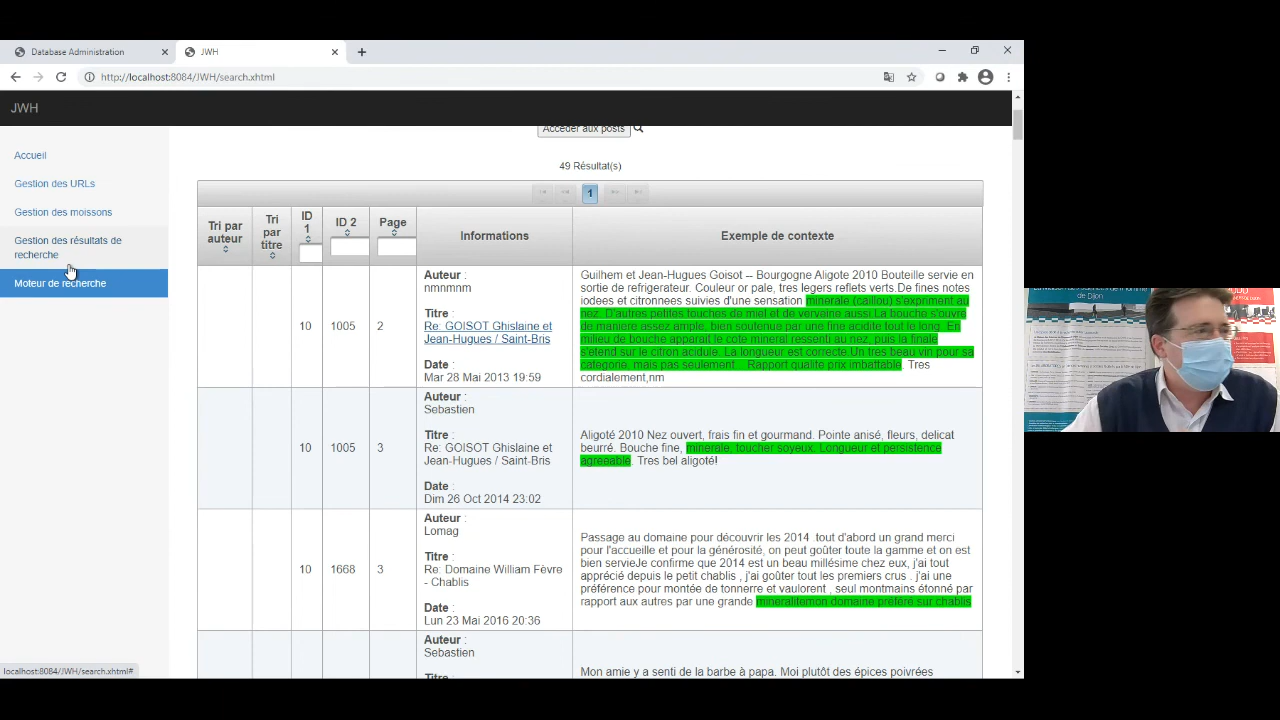 Database Administration
JWH
http://localhost:8084/JWH/search.xhtml
JWH
Accueil
Gestion des URLs
Gestion des moissons
Gestion des résultats de
recherche
Moteur de recherche
Accéder aux posts
49 Résultat(s)
1
Tri par
auteur
Tri
par
titre
ID
1
ID 2
Page
Informations
Exemple de contexte
10
1005
2
Auteur :
nmnmnm
Titre :
Re: GOISOT Ghislaine et
Jean-Hugues / Saint-Bris
Date :
Mar 28 Mai 2013 19:59
Guilhem et Jean-Hugues Goisot -- Bourgogne Aligote 2010 Bouteille servie en
sortie de refrigerateur. Couleur or pale, tres legers reflets verts.De fines notes
iodees et citronnees suivies d'une sensation minerale (caillou) s'expriment au
nez. D'autres petites touches de miel et de verveine aussi.La bouche s'ouvre
de maniere assez ample, bien soutenue par une fine acidite tout le long. En
milieu de bouche apparait le cote mineral ressenti au nez, puis la finale
s'etend sur le citron acidule. La longueur est correcte Un tres beau vin pour sa
categorie, mais pas seulement... Rapport qualite prix imbattable. Tres
cordialement,nm
10
1005
3
Auteur :
Sebastien
Titre :
Re: GOISOT Ghislaine et
Jean-Hugues / Saint-Bris
Date :
Dim 26 Oct 2014 23:02
Aligoté 2010 Nez ouvert, frais fin et gourmand. Pointe anisé, fleurs, delicat
beurré. Bouche fine, minerale, toucher soyeux. Longueur et persistence
agreeable. Tres bel aligoté!
10
1668
3
Auteur :
Lomag
Titre :
Re: Domaine William Fèvre
- Chablis
Date :
Lun 23 Mai 2016 20:36
Passage au domaine pour découvrir les 2014 .tout d'abord un grand merci
pour l'accueille et pour la générosité, on peut goûter toute la gamme et on est
bien servieJe confirme que 2014 est un beau millésime chez eux, j'ai tout
apprécié depuis le petit chablis , j'ai goûter tout les premiers crus . j'ai une
préférence pour montée de tonnerre et vaulorent , seul montmains étonné par
rapport aux autres par une grande mineralitemon domaine préféré sur chablis
Auteur :
Sebastien
Titre :
Mon amie y a senti de la barbe à papa. Moi plutôt des épices poivrées
localhost:8084/JWH/search.xhtml#
de Dijon